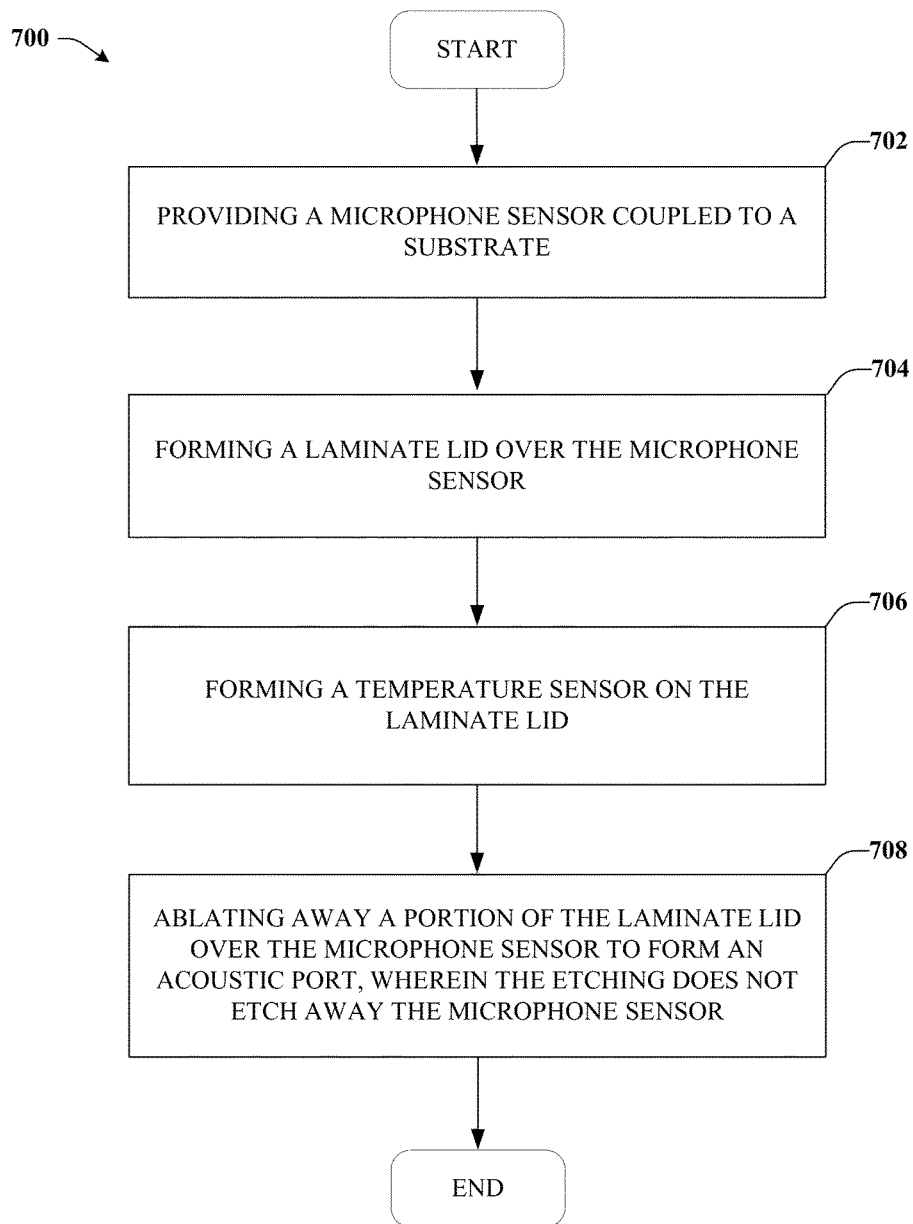 700
START
702
PROVIDING A MICROPHONE SENSOR COUPLED TO A
SUBSTRATE
704
FORMING A LAMINATE LID OVER THE MICROPHONE
SENSOR
706
FORMING A TEMPERATURE SENSOR ON THE
LAMINATE LID
708
ABLATING AWAY A PORTION OF THE LAMINATE LID
OVER THE MICROPHONE SENSOR TO FORM AN
ACOUSTIC PORT, WHEREIN THE ETCHING DOES NOT
ETCH AWAY THE MICROPHONE SENSOR
END